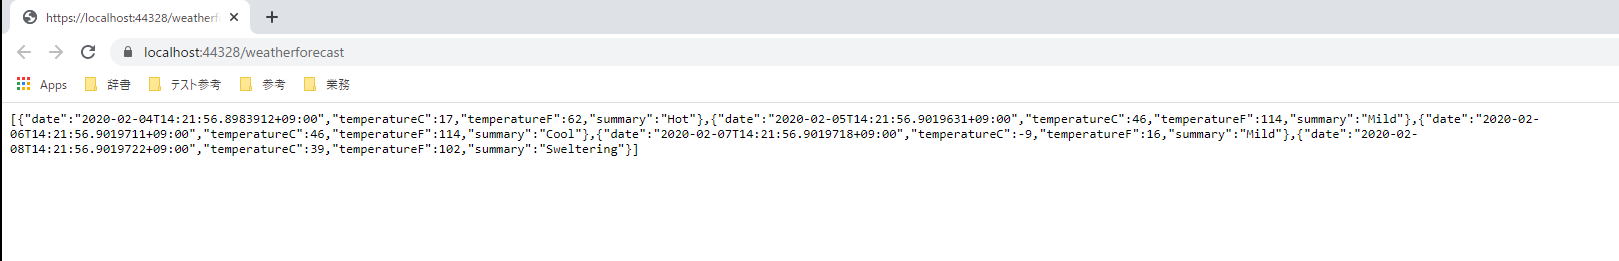 https://localhost:44328/weatherf
localhost:44328/weatherforecast
Apps 辞書 テスト参考 参考 業務
[{"date":"2020-02-04T14:21:56.8983912+09:00","temperatureC":17,"temperatureF":62,"summary":"Hot"},{"date":"2020-02-05T14:21:56.9019631+09:00","temperatureC":46,"temperatureF":114,"summary":"Mild"},{"date":"2020-02-
06T14:21:56.9019711+09:00","temperatureC":46,"temperatureF":114,"summary":"Cool"},{"date":"2020-02-07T14:21:56.9019718+09:00","temperatureC":-9,"temperatureF":16,"summary":"Mild"},{"date":"2020-02-
08T14:21:56.9019722+09:00","temperatureC":39,"temperatureF":102,"summary":"Sweltering"}]